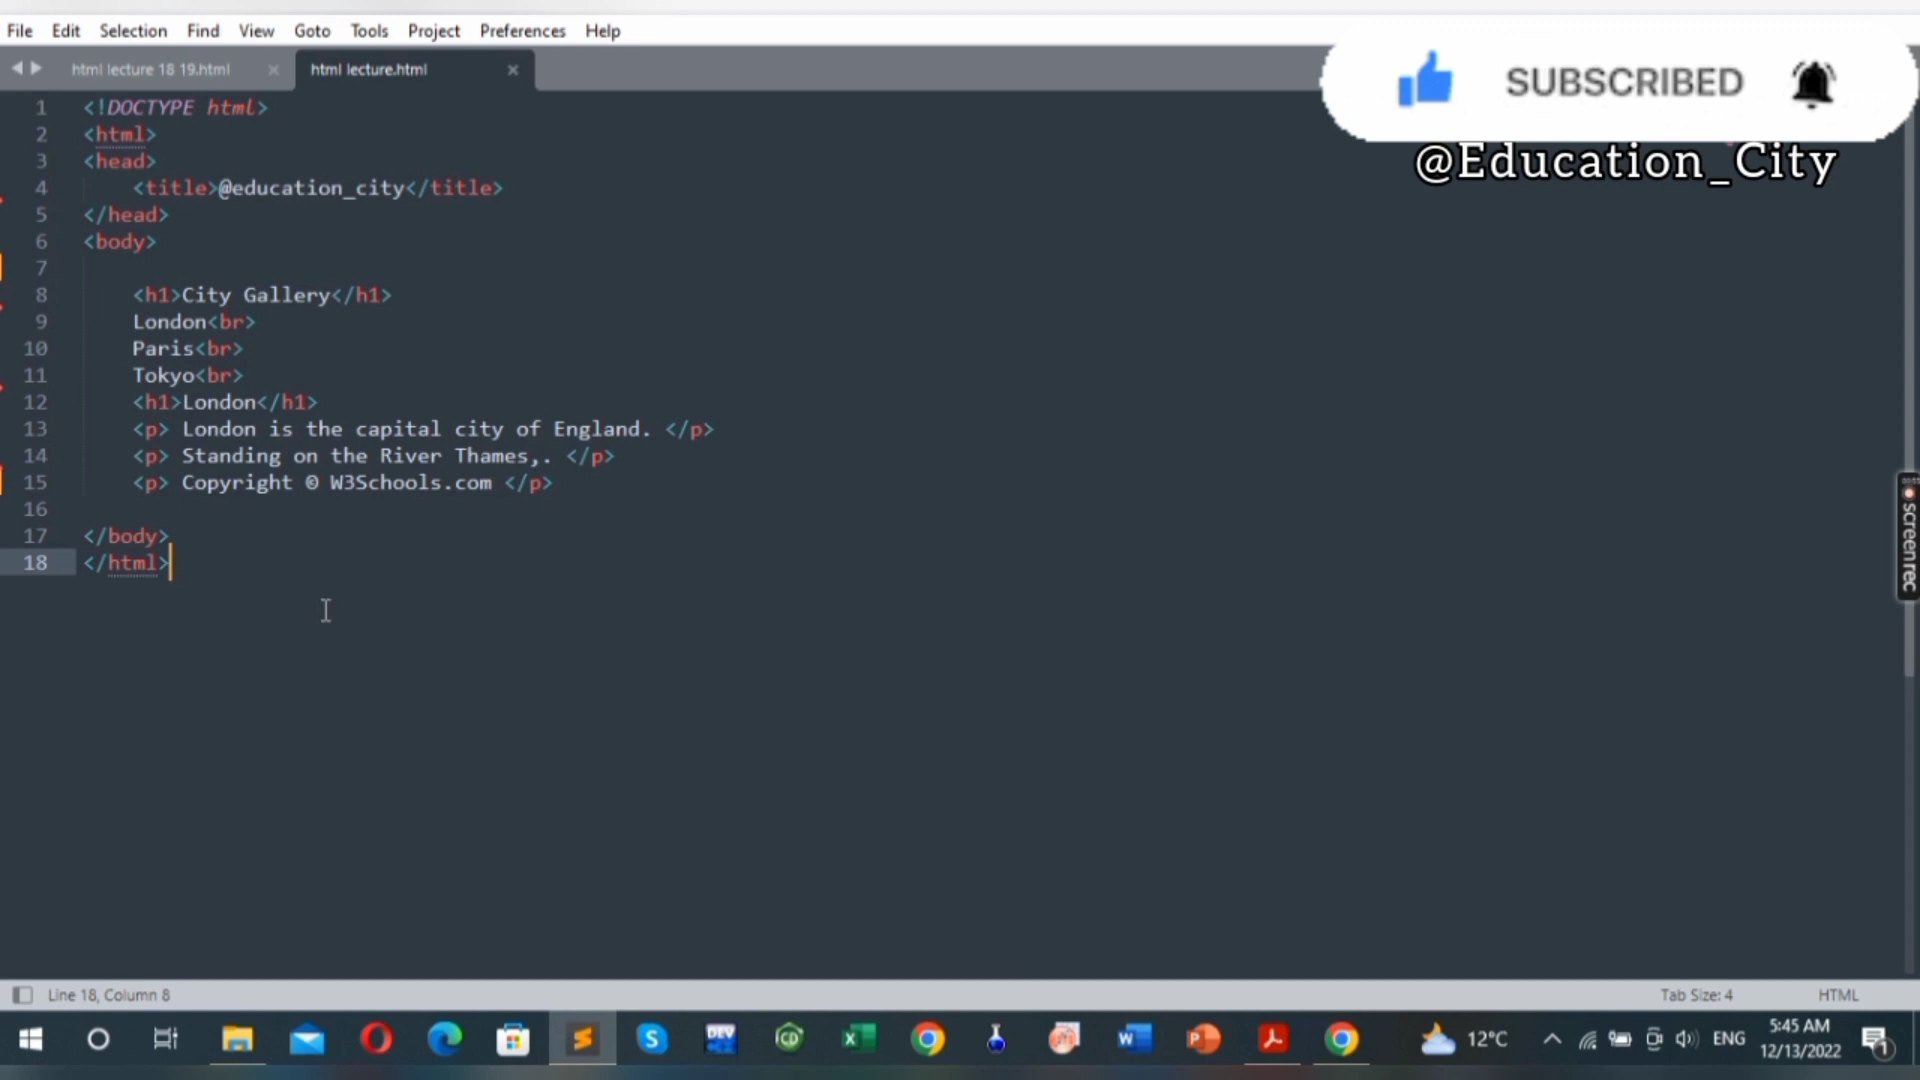 File Edit Selection Find View Goto Tools Project Preferences Help
html lecture 18 19.html × html lecture.html ×
SUBSCRIBED
@Education_City
1 <!DOCTYPE html>
2 <html>
3 <head>
4 <title>@education_city</title>
5 </head>
6 <body>
7
8 <h1>City Gallery</h1>
9 London<br>
10 Paris<br>
11 Tokyo<br>
12 <h1>London</h1>
13 <p> London is the capital city of England. </p>
14 <p> Standing on the River Thames,. </p>
15 <p> Copyright © W3Schools.com </p>
16
17 </body>
18 </html>
screenrec
Line 18, Column 8 Tab Size: 4 HTML
DEV
CD
12°C ENG 5:45 AM
12/13/2022 1